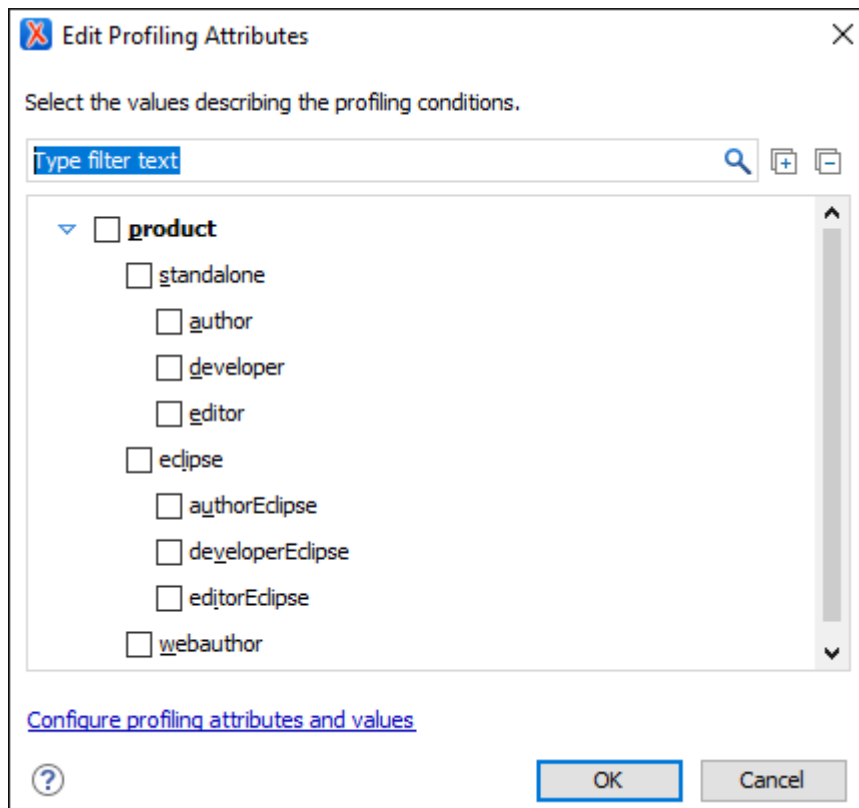 Edit Profiling Attributes
Select the values describing the profiling conditions.
Type filter text
product
standalone
author
developer
editor
eclipse
authorEclipse
developerEclipse
editorEclipse
webauthor
Configure profiling attributes and values
? OK Cancel